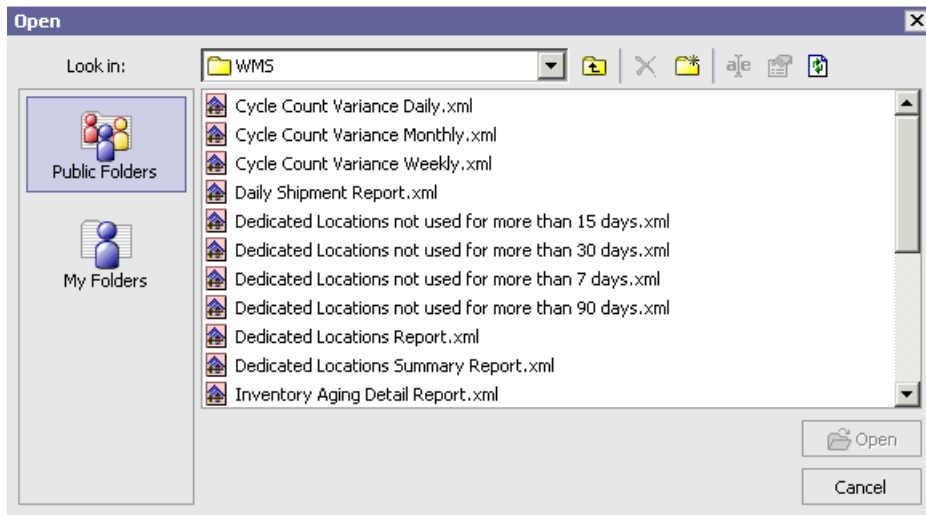 Open
Look in:
WMS
Public Folders
My Folders
Cycle Count Variance Daily.xml
Cycle Count Variance Monthly.xml
Cycle Count Variance Weekly.xml
Daily Shipment Report.xml
Dedicated Locations not used for more than 15 days.xml
Dedicated Locations not used for more than 30 days.xml
Dedicated Locations not used for more than 7 days.xml
Dedicated Locations not used for more than 90 days.xml
Dedicated Locations Report.xml
Dedicated Locations Summary Report.xml
Inventory Aging Detail Report.xml
Open
Cancel